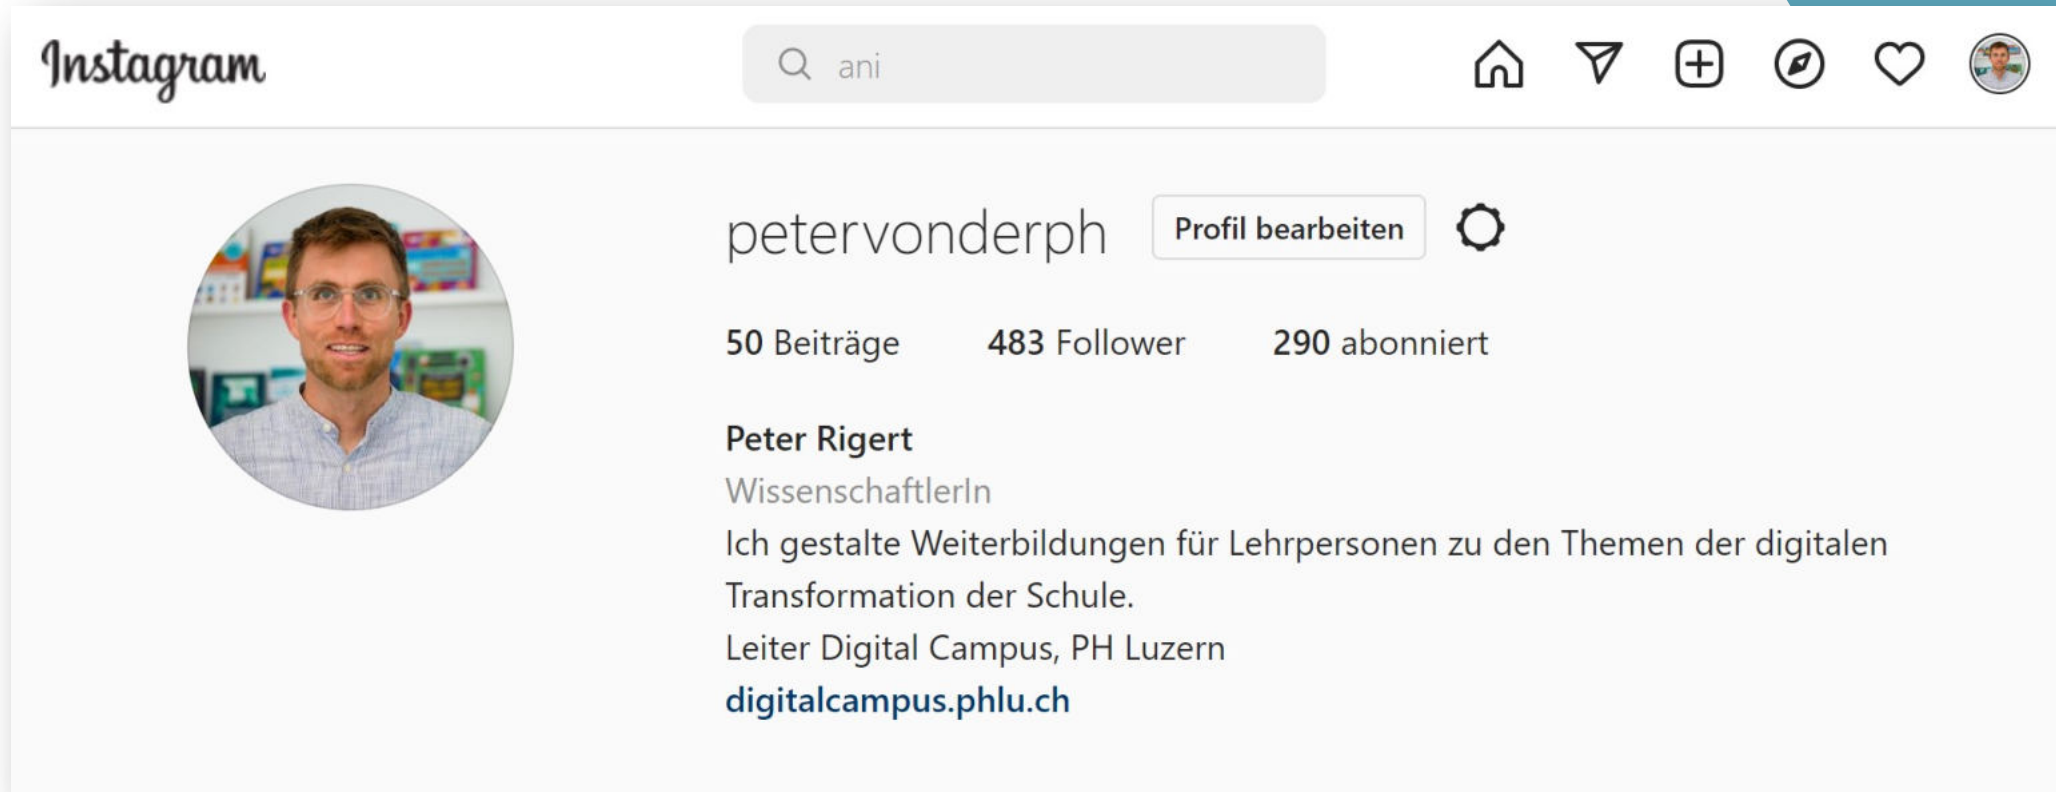 Instagram
ani
petervonderph Profil bearbeiten
50 Beiträge 483 Follower 290 abonniert
Peter Rigert
WissenschaftlerIn
Ich gestalte Weiterbildungen für Lehrpersonen zu den Themen der digitalen
Transformation der Schule.
Leiter Digital Campus, PH Luzern
digitalcampus.phlu.ch